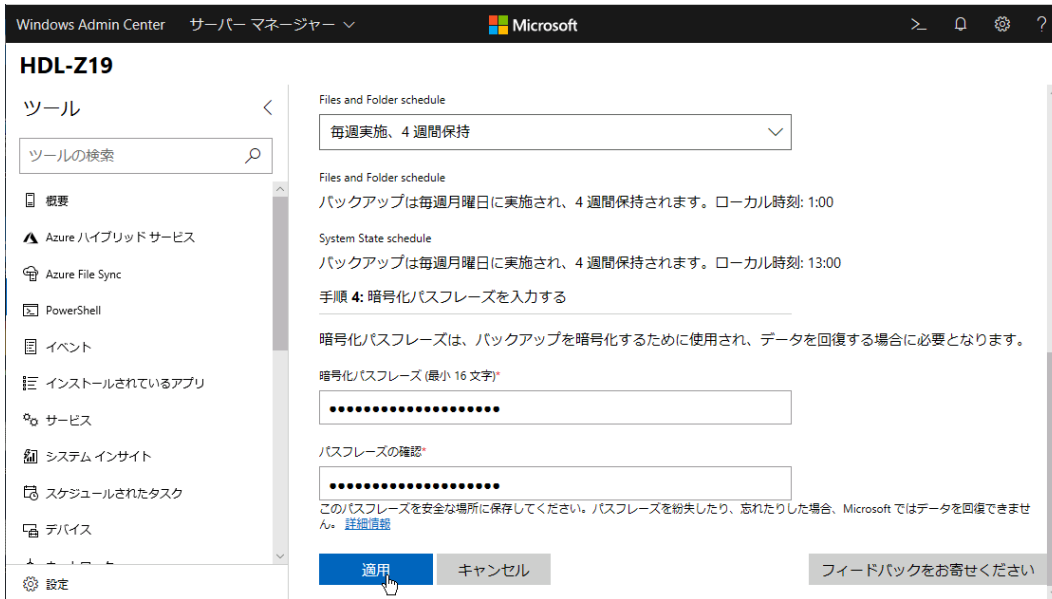 Windows Admin Center サーバー マネージャー Microsoft
HDL-Z19
ツール
ツールの検索
概要
Azure ハイブリッド サービス
Azure File Sync
PowerShell
イベント
インストールされているアプリ
サービス
システム インサイト
スケジュールされたタスク
デバイス
設定
Files and Folder schedule
毎週実施、4 週間保持
Files and Folder schedule
バックアップは毎週月曜日に実施され、4 週間保持されます。ローカル時刻: 1:00
System State schedule
バックアップは毎週月曜日に実施され、4 週間保持されます。ローカル時刻: 13:00
手順 4: 暗号化パスフレーズを入力する
暗号化パスフレーズは、バックアップを暗号化するために使用され、データを回復する場合に必要となります。
暗号化パスフレーズ (最小 16 文字)*
••••••••••••••••••••
パスフレーズの確認*
••••••••••••••••••••
このパスフレーズを安全な場所に保存してください。パスフレーズを紛失したり、忘れたりした場合、Microsoft ではデータを回復できませ
ん。 詳細情報
適用 キャンセル フィードバックをお寄せください